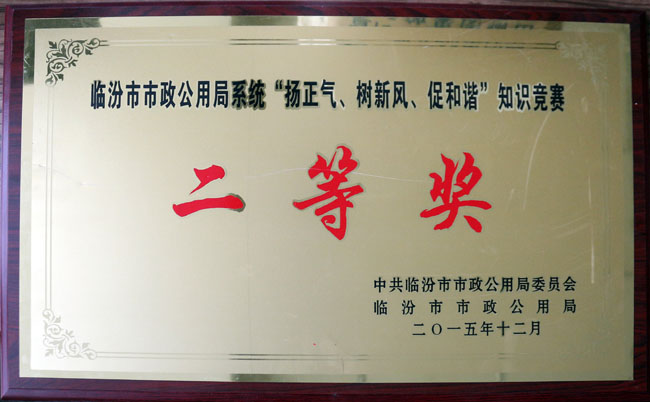 临汾市市政公用局系统“扬正气、树新风、促和谐”知识竞赛
二等奖
中共临汾市市政公用局委员会
临汾市市政公用局
二〇一五年十二月